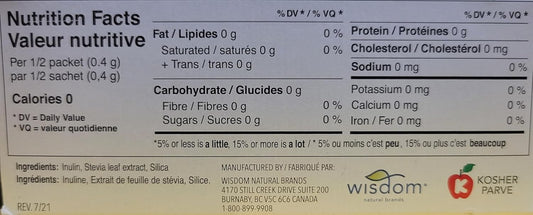 Nutrition Facts
Valeur nutritive
Per 1/2 packet (0.4 g)
par 1/2 sachet (0,4 g)
Calories 0
* DV = Daily Value
* VQ = valeur quotidienne
% DV * / % VQ *
Fat / Lipides 0 g 0 %
Saturated / saturés 0 g 0 %
+ Trans / trans 0 g
Carbohydrate / Glucides 0 g
Fibre / Fibres 0 g 0 %
Sugars / Sucres 0 g 0 %
% DV * / % VQ *
Protein / Protéines 0 g
Cholesterol / Cholestérol 0 mg
Sodium 0 mg 0 %
Potassium 0 mg 0 %
Calcium 0 mg 0 %
Iron / Fer 0 mg 0 %
*5% or less is a little, 15% or more is a lot / * 5% ou moins c'est peu, 15% ou plus c'est beaucoup
Ingredients: Inulin, Stevia leaf extract, Silica
Ingrédients: Inuline, Extrait de feuille de stévia, Silice.
REV. 7/21
MANUFACTURED BY / FABRIQUÉ PAR:
WISDOM NATURAL BRANDS
4170 STILL CREEK DRIVE SUITE 200
BURNABY, BC V5C 6C6 CANADA
1 800-899-9908
wisdom
natural brands
K
KOSHER
PARVE